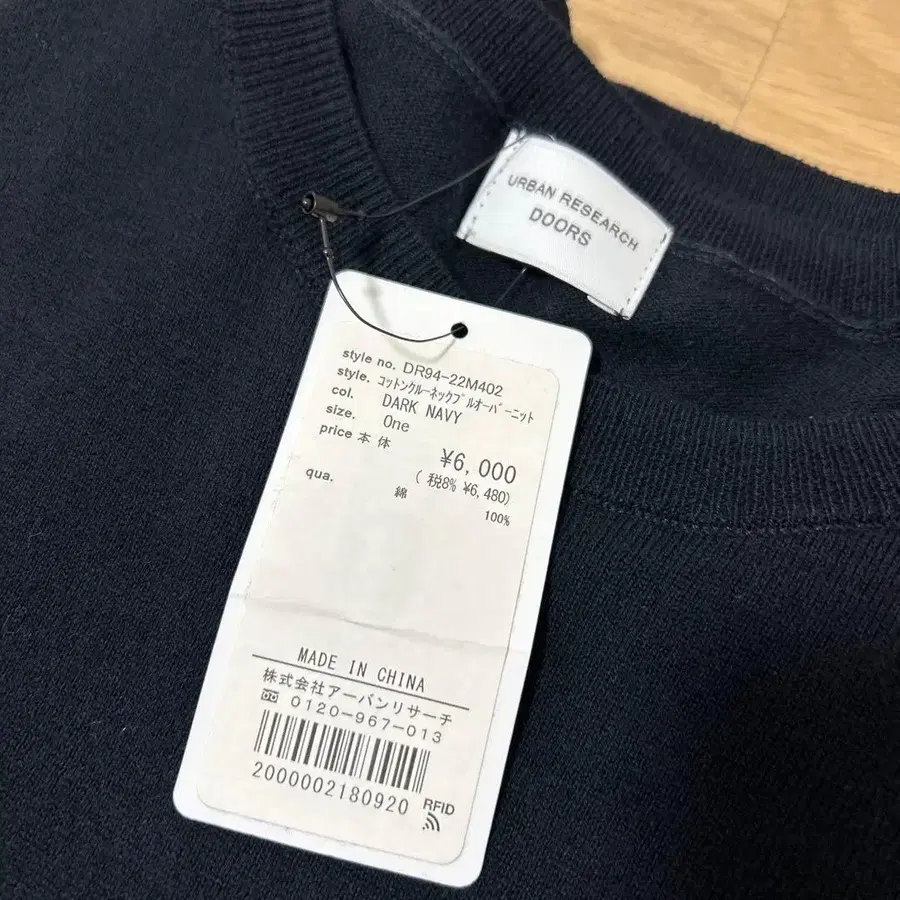 URBAN RESEARCH
DOORS
style no. DR94-22M402
style. コットンクルーネックプルオーバーニット
col. DARK NAVY
size. One
price 本体 ¥6,000
( 税8% ¥6,480)
qua. 綿 100%
MADE IN CHINA
株式会社アーバンリサーチ
0120-967-013
2000002180920
RFID